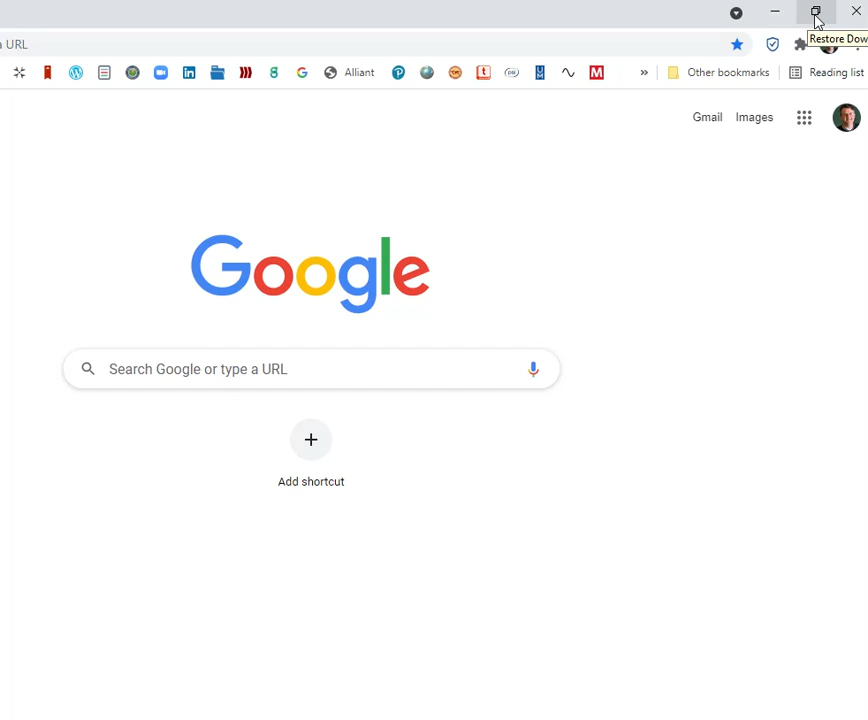 Restore Dow
a URL
Alliant
Other bookmarks
Reading list
Gmail
Images
Google
Search Google or type a URL
Add shortcut